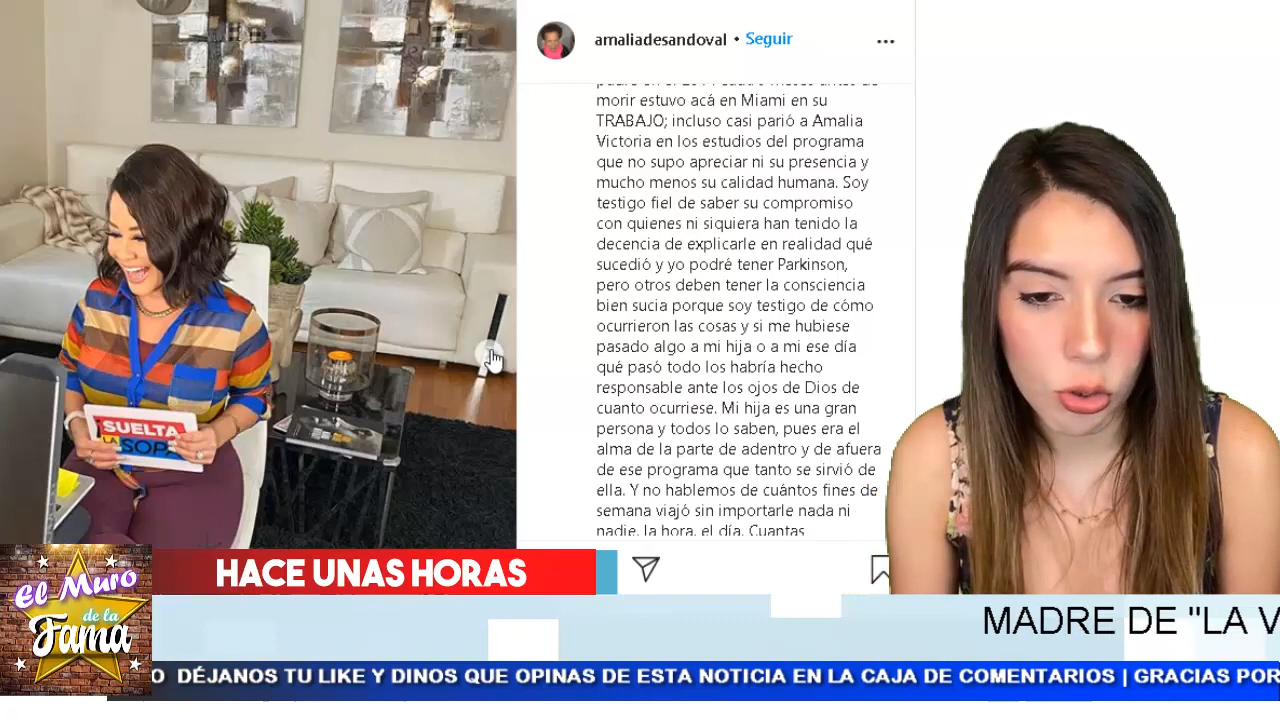 amaliadesandoval • Seguir
morir estuvo acá en Miami en su
TRABAJO; incluso casi parió a Amalia
Victoria en los estudios del programa
que no supo apreciar ni su presencia y
mucho menos su calidad humana. Soy
testigo fiel de saber su compromiso
con quienes ni siquiera han tenido la
decencia de explicarle en realidad qué
sucedió y yo podré tener Parkinson,
pero otros deben tener la consciencia
bien sucia porque soy testigo de cómo
ocurrieron las cosas y si me hubiese
pasado algo a mi hija o a mi ese día
qué pasó todo los habría hecho
responsable ante los ojos de Dios de
cuanto ocurriese. Mi hija es una gran
persona y todos lo saben, pues era el
alma de la parte de adentro y de afuera
de ese programa que tanto se sirvió de
ella. Y no hablemos de cuántos fines de
semana viajó sin importarle nada ni
nadie, la hora, el día. Cuantas
SUELTA
LA SOPA
HACE UNAS HORAS
El Muro
de la
Fama
MADRE DE "LA V
O DÉJANOS TU LIKE Y DINOS QUE OPINAS DE ESTA NOTICIA EN LA CAJA DE COMENTARIOS | GRACIAS POR